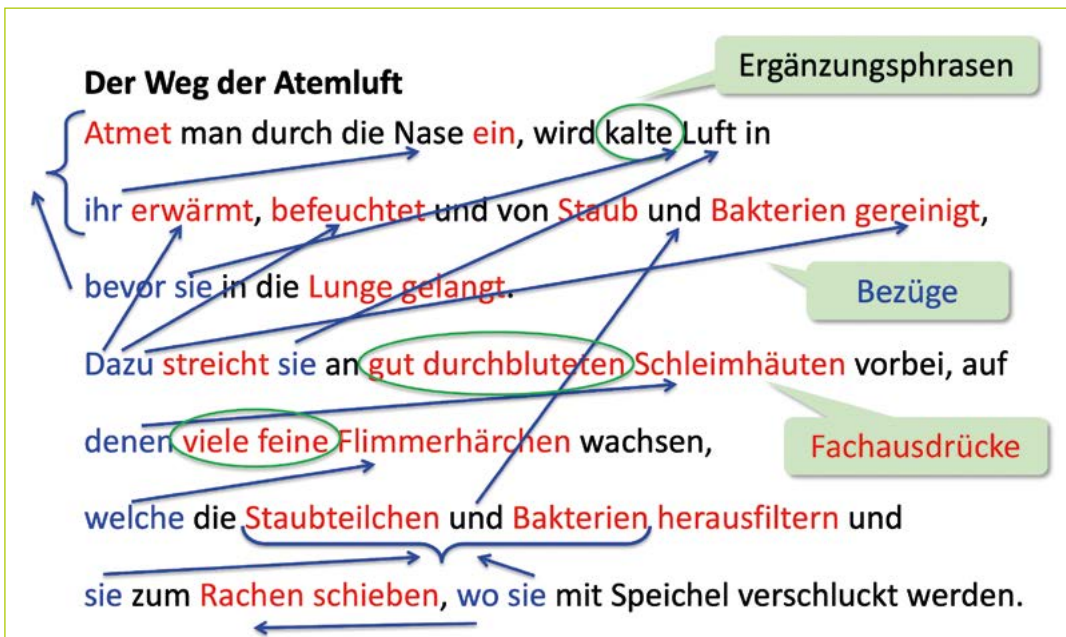 Ergänzungsphrasen
Der Weg der Atemluft
Atmet man durch die Nase ein, wird kalte Luft in
ihr erwärmt, befeuchtet und von Staub und Bakterien gereinigt,
bevor sie in die Lunge gelangt.
Bezüge
Dazu streicht sie an gut durchbluteten Schleimhäuten vorbei, auf
denen viele feine Flimmerhärchen wachsen,
Fachausdrücke
welche die Staubteilchen und Bakterien herausfiltern und
sie zum Rachen schieben, wo sie mit Speichel verschluckt werden.